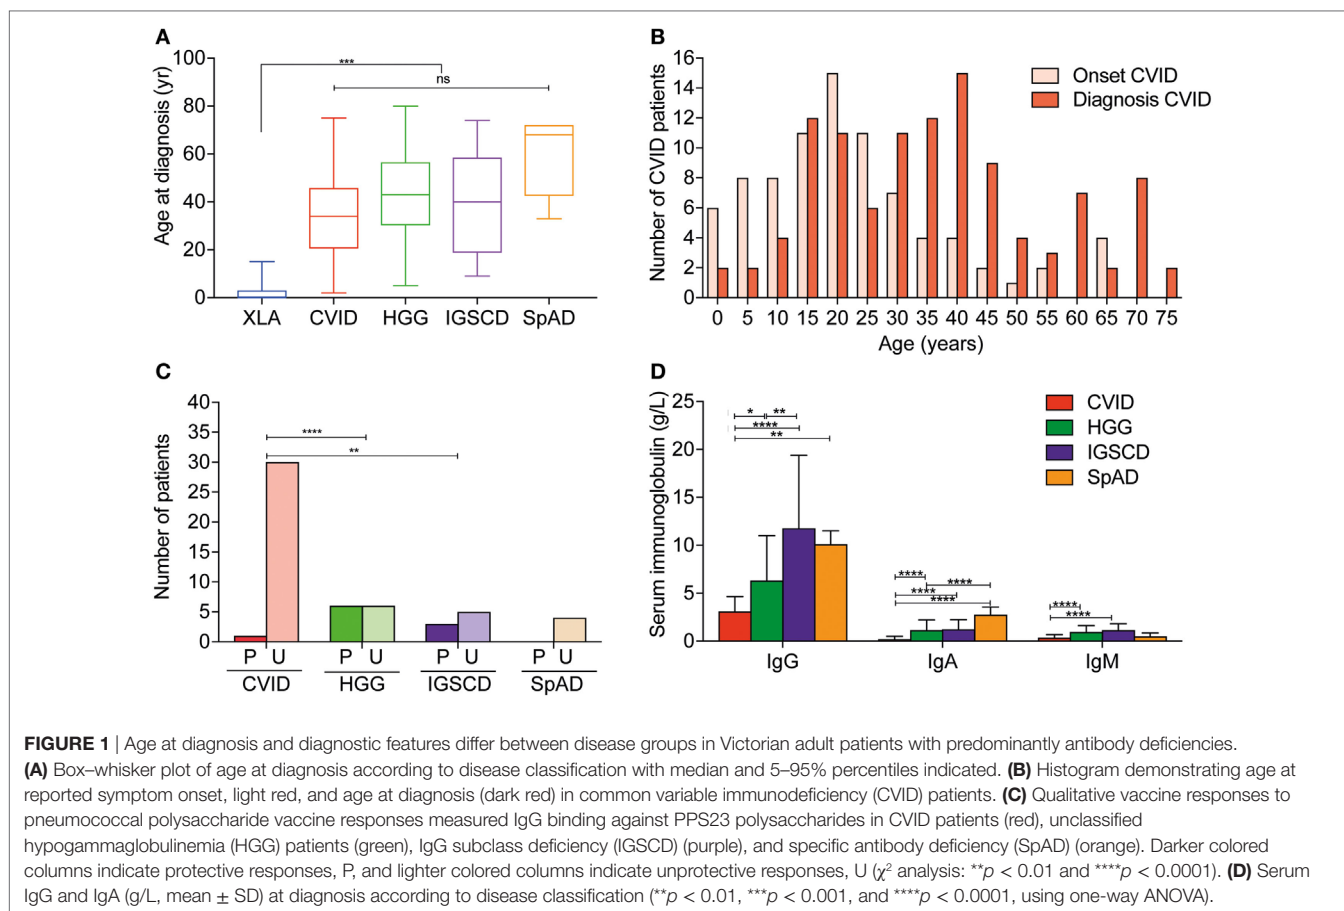 A
100
80
60
40
20
0
Age at diagnosis (yr)
***
ns
XLA CVID HGG IGSCD SpAD
B
16
14
12
10
8
6
4
2
0
Number of CVID patients
Onset CVID
Diagnosis CVID
0 5 10 15 20 25 30 35 40 45 50 55 60 65 70 75
Age (years)
C
40
35
30
25
20
15
10
5
0
Number of patients
****
**
P U P U P U P U
CVID HGG IGSCD SpAD
D
25
20
15
10
5
0
Serum immunoglobulin (g/L)
* **
****
**
****
****
****
****
****
****
CVID
HGG
IGSCD
SpAD
IgG IgA IgM
FIGURE 1 | Age at diagnosis and diagnostic features differ between disease groups in Victorian adult patients with predominantly antibody deficiencies.
(A) Box–whisker plot of age at diagnosis according to disease classification with median and 5–95% percentiles indicated. (B) Histogram demonstrating age at
reported symptom onset, light red, and age at diagnosis (dark red) in common variable immunodeficiency (CVID) patients. (C) Qualitative vaccine responses to
pneumococcal polysaccharide vaccine responses measured IgG binding against PPS23 polysaccharides in CVID patients (red), unclassified
hypogammaglobulinemia (HGG) patients (green), IgG subclass deficiency (IGSCD) (purple), and specific antibody deficiency (SpAD) (orange). Darker colored
columns indicate protective responses, P, and lighter colored columns indicate unprotective responses, U (χ² analysis: **p < 0.01 and ****p < 0.0001). (D) Serum
IgG and IgA (g/L, mean ± SD) at diagnosis according to disease classification (**p < 0.01, ***p < 0.001, and ****p < 0.0001, using one-way ANOVA).